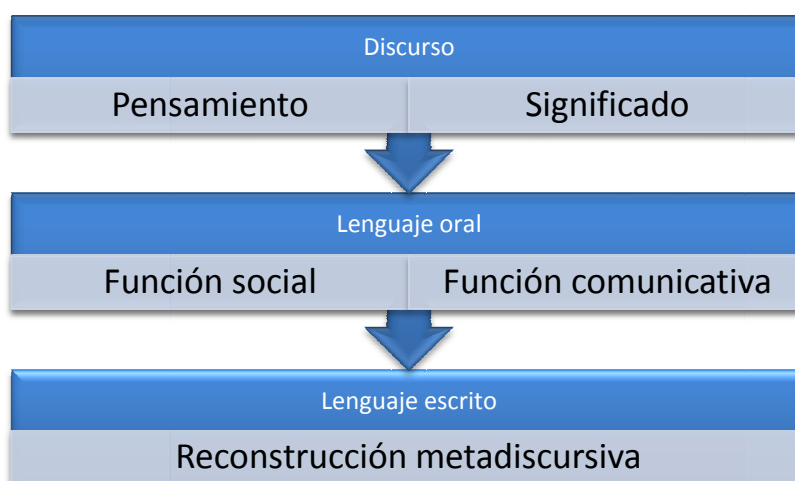 Discurso
Pensamiento Significado
Lenguaje oral
Función social Función comunicativa
Lenguaje escrito
Reconstrucción metadiscursiva